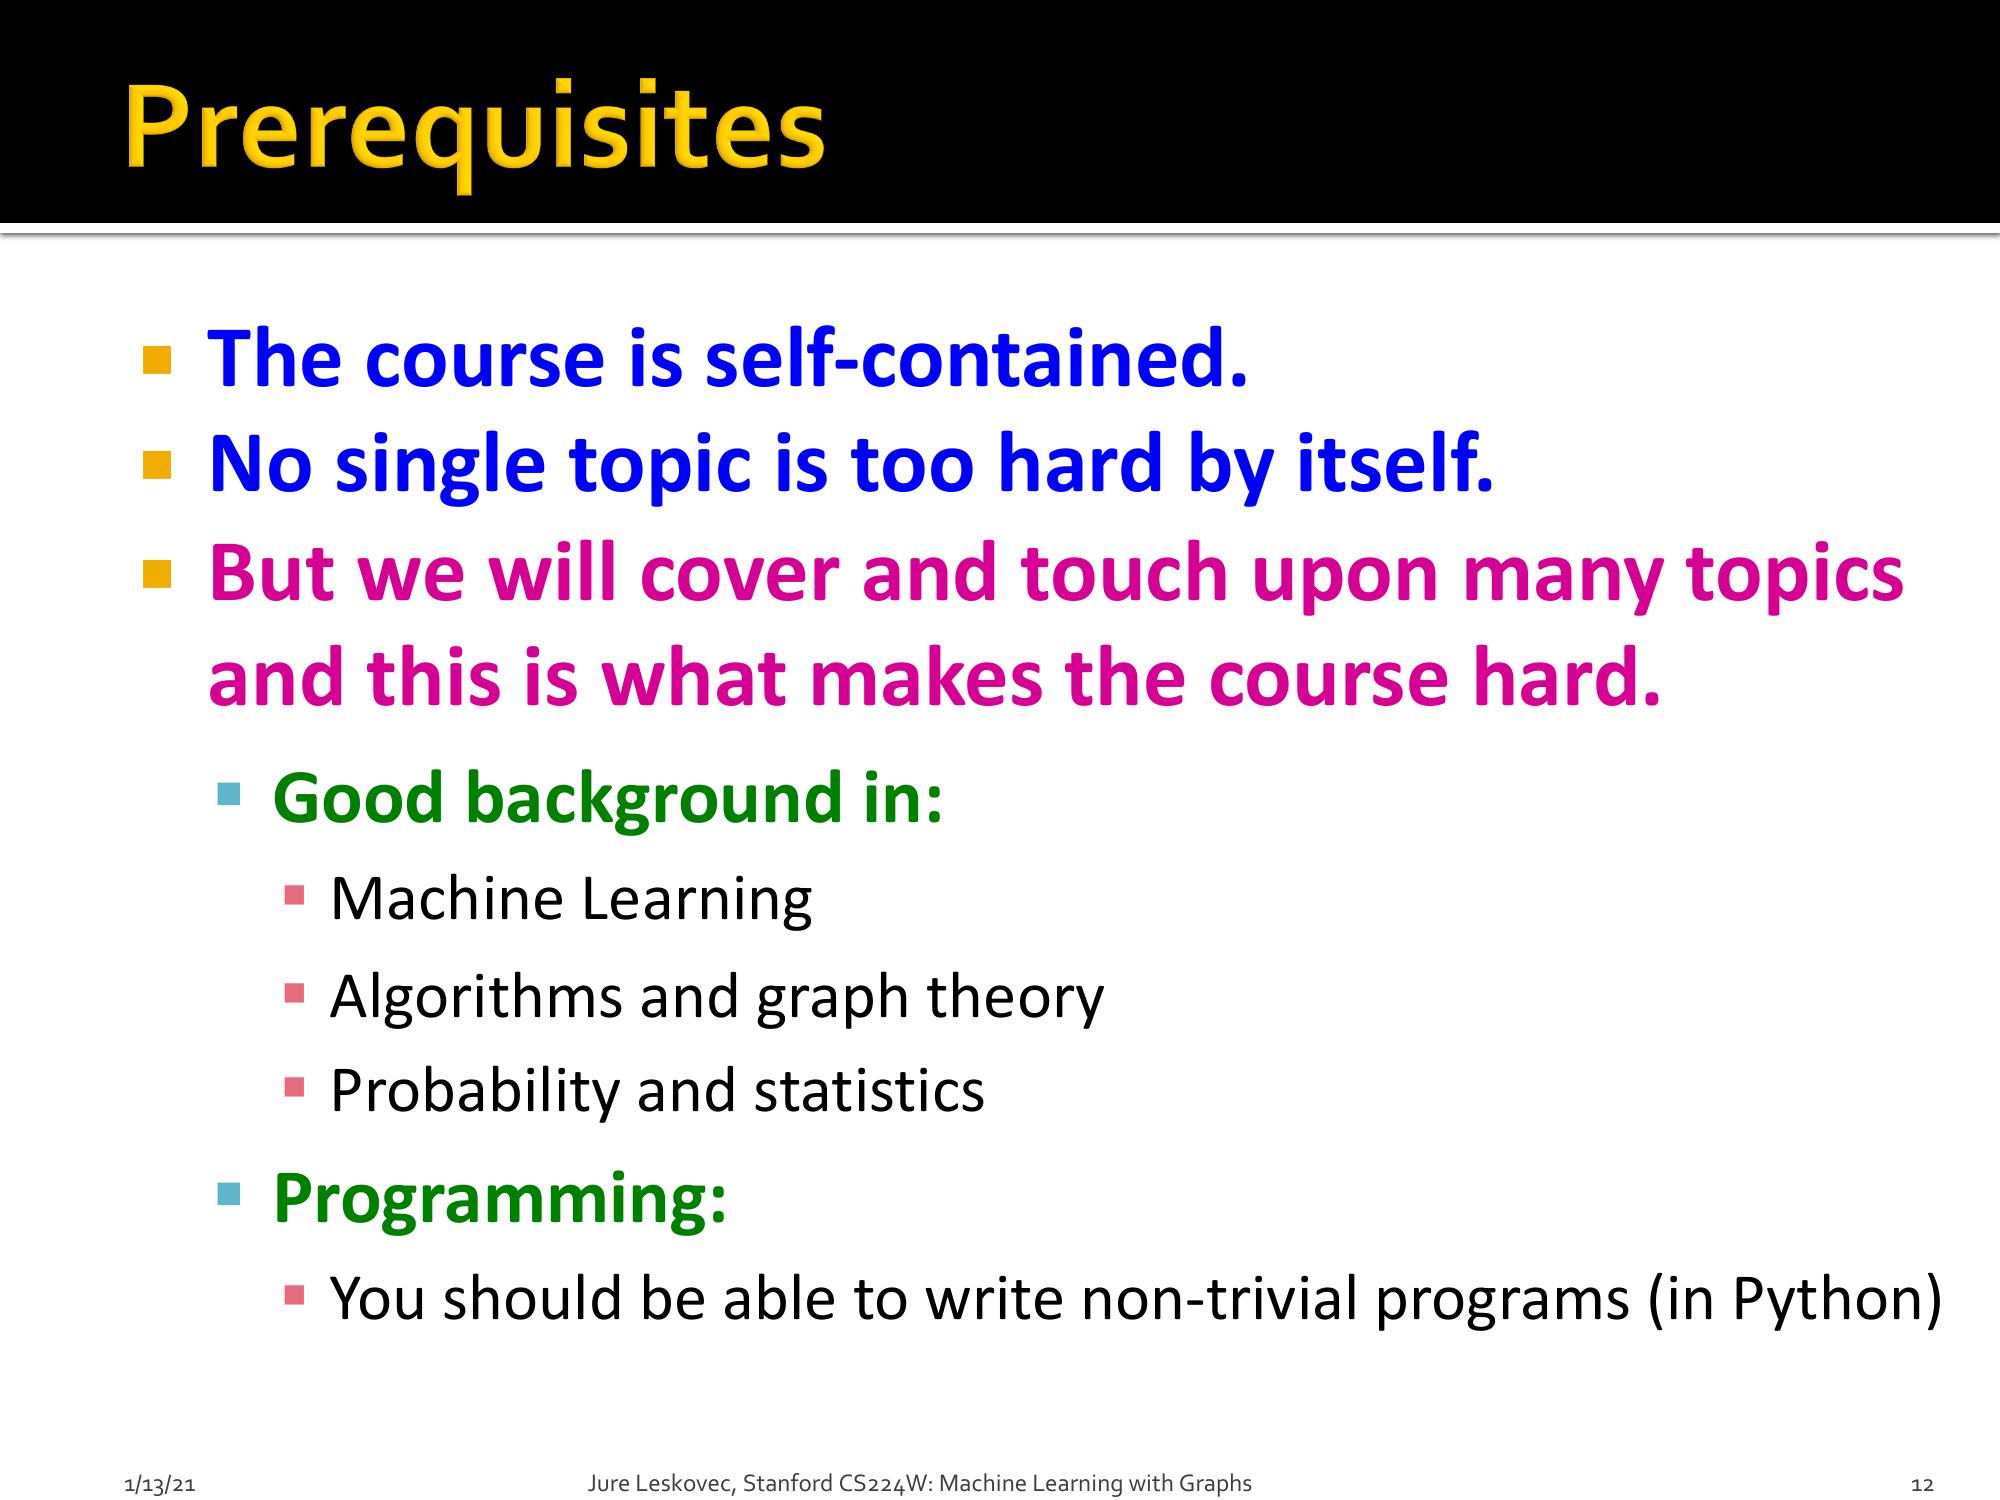 Prerequisites
The course is self-contained.
No single topic is too hard by itself.
But we will cover and touch upon many topics
and this is what makes the course hard.
Good background in:
Machine Learning
Algorithms and graph theory
Probability and statistics
Programming:
You should be able to write non-trivial programs (in Python)
1/13/21
Jure Leskovec, Stanford CS224W: Machine Learning with Graphs
12